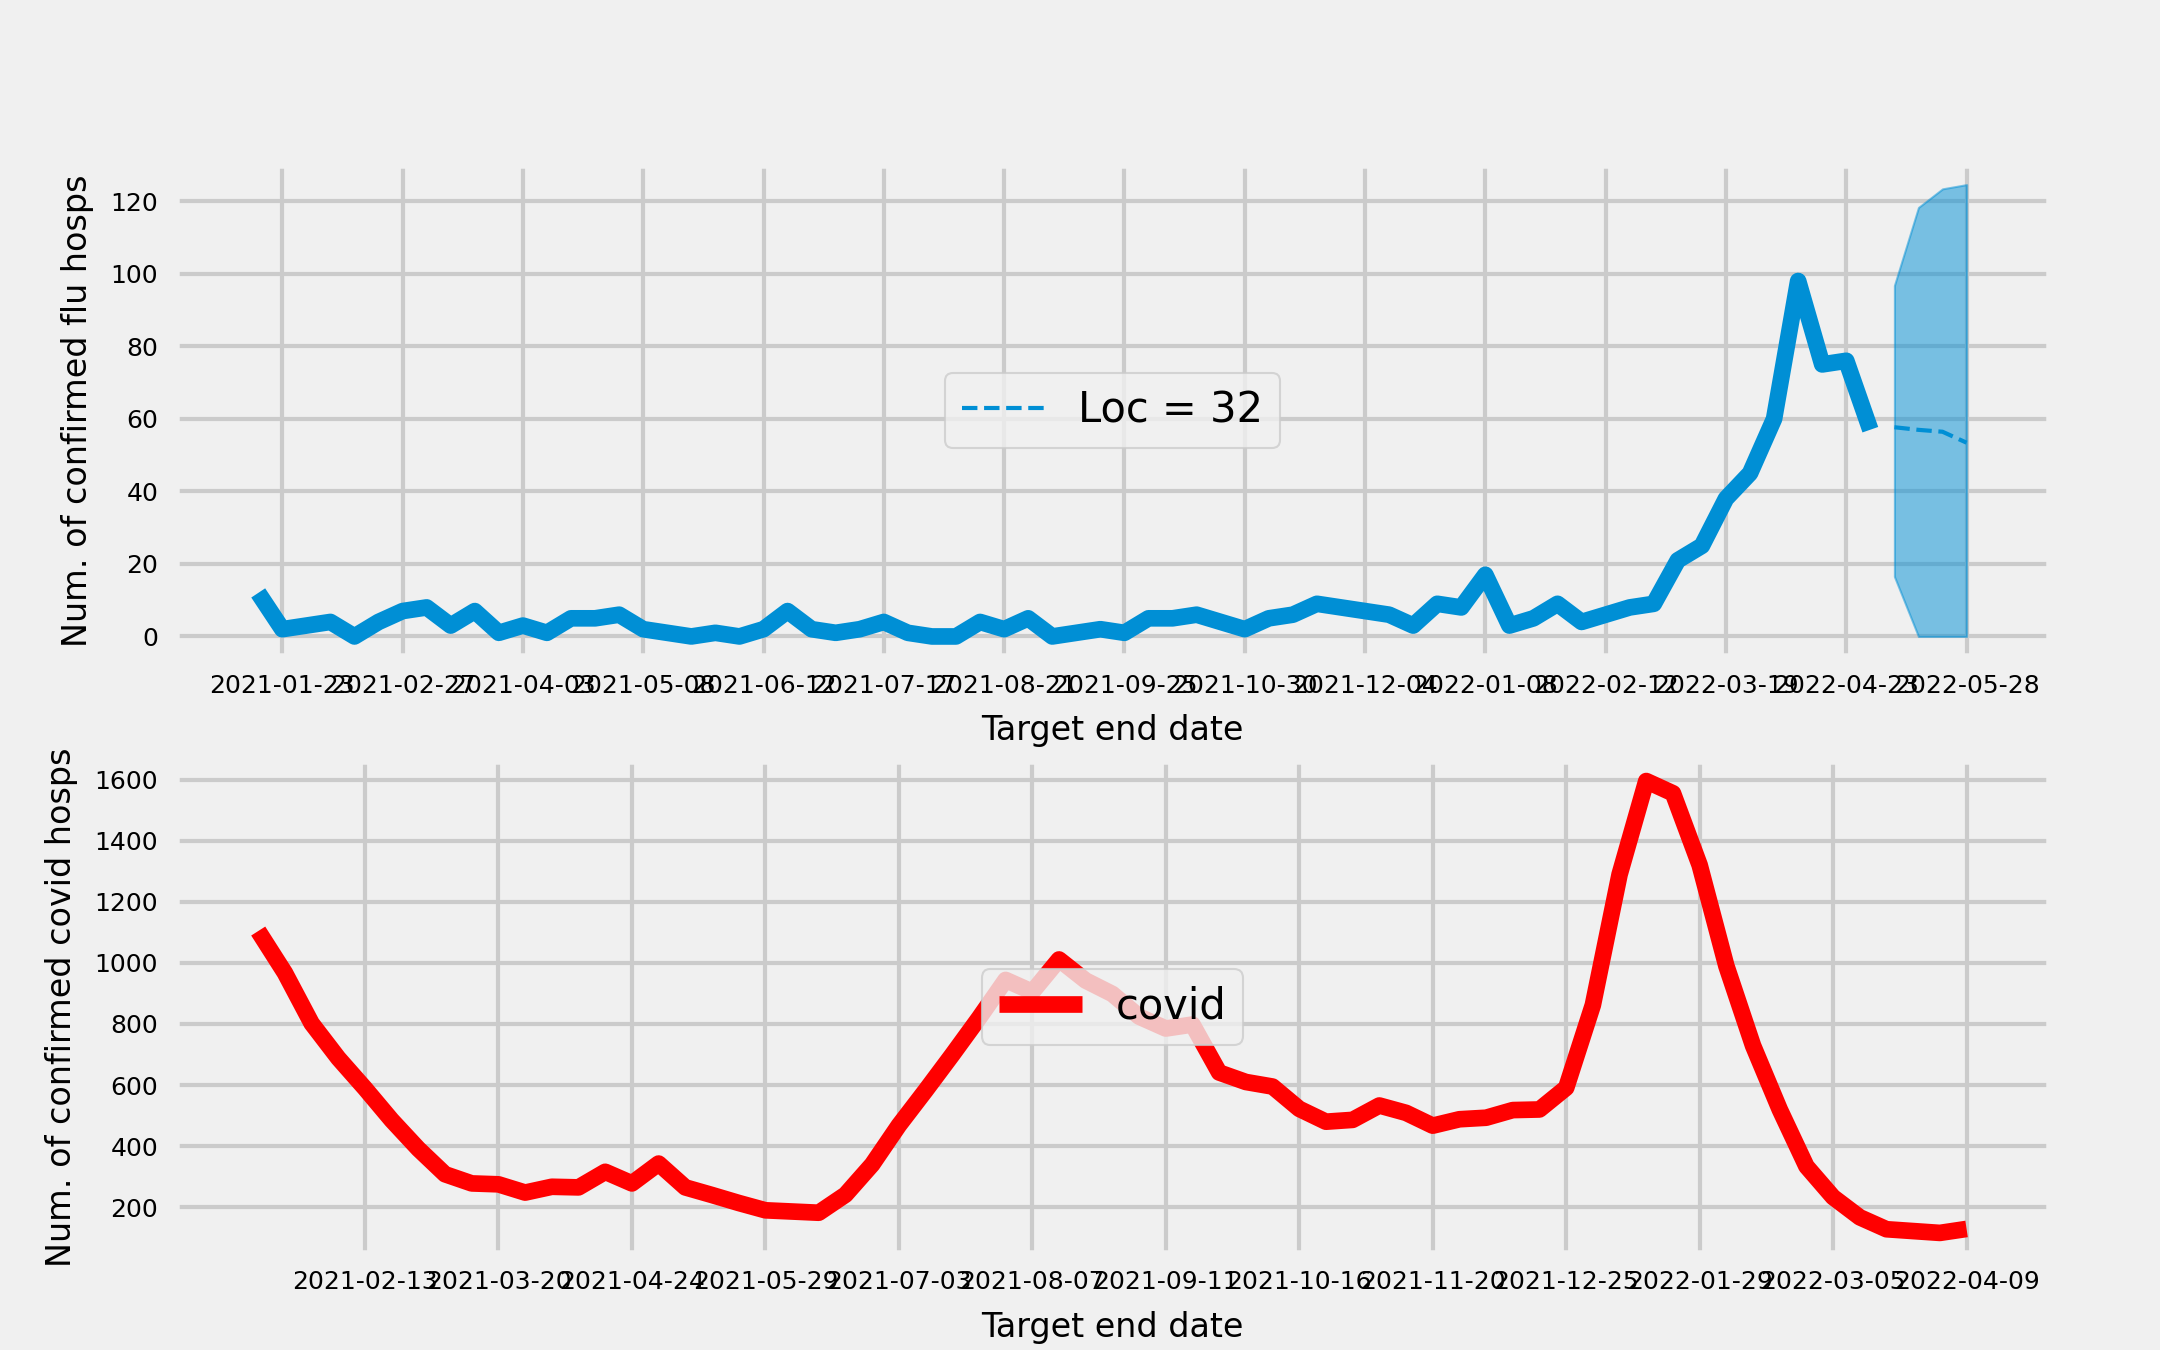 Num. of confirmed flu hosps
120
100
80
60
40
20
0
Loc = 32
2021-01-23 2021-02-27 2021-04-03 2021-05-08 2021-06-12 2021-07-17 2021-08-21 2021-09-25 2021-10-30 2021-12-04 2022-01-08 2022-02-12 2022-03-19 2022-04-23 2022-05-28
Target end date
Num. of confirmed covid hosps
1600
1400
1200
1000
800
600
400
200
covid
2021-02-13 2021-03-20 2021-04-24 2021-05-29 2021-07-03 2021-08-07 2021-09-11 2021-10-16 2021-11-20 2021-12-25 2022-01-29 2022-03-05 2022-04-09
Target end date